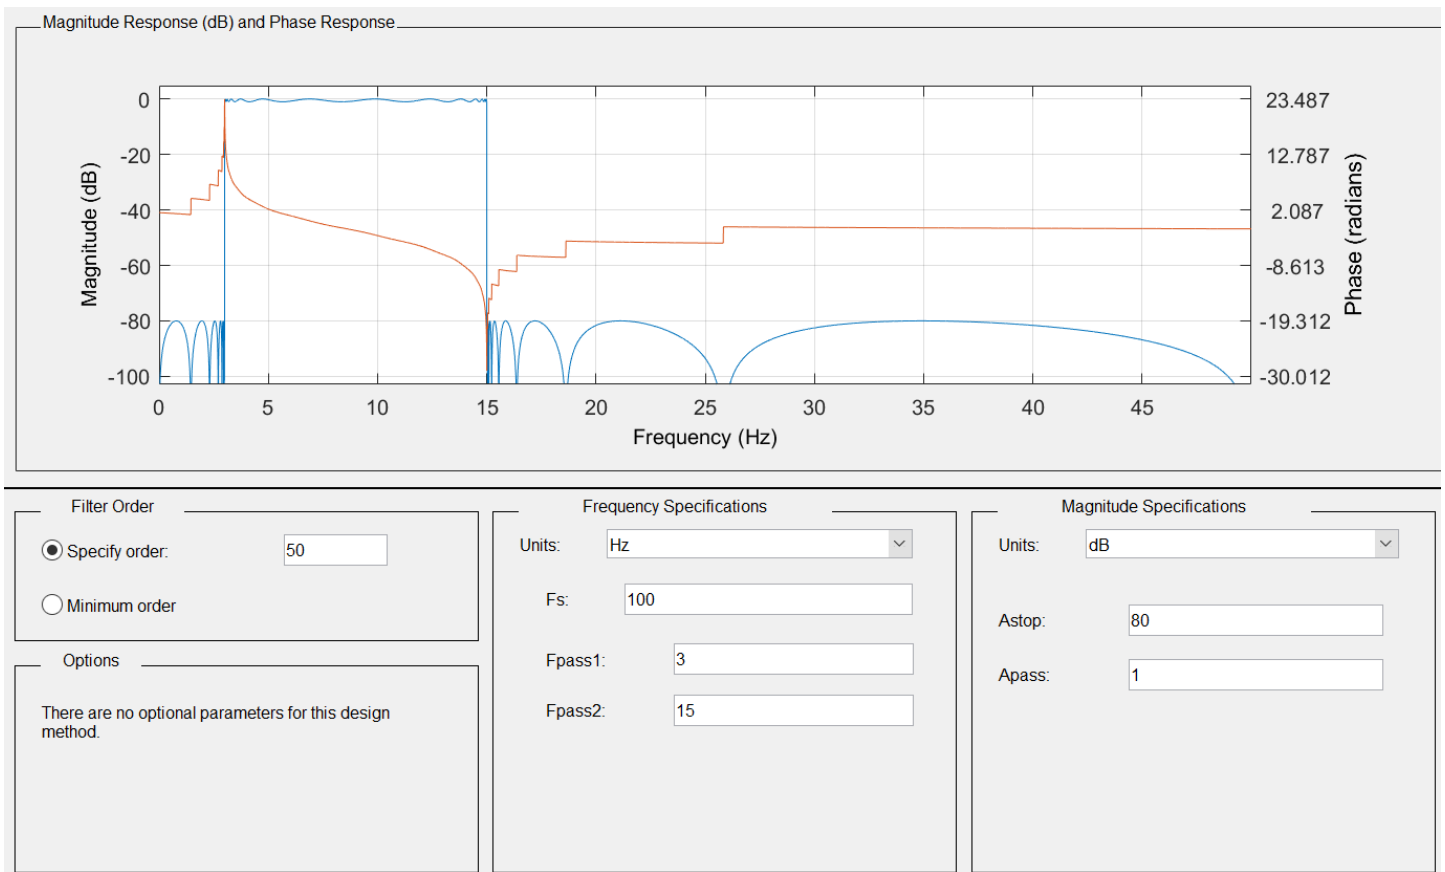 Magnitude Response (dB) and Phase Response
0
-20
-40
-60
-80
-100
Magnitude (dB)
23.487
12.787
2.087
-8.613
-19.312
-30.012
Phase (radians)
0 5 10 15 20 25 30 35 40 45
Frequency (Hz)
Filter Order
Specify order: 50
Minimum order
Options
There are no optional parameters for this design
method.
Frequency Specifications
Units: Hz
Fs: 100
Fpass1: 3
Fpass2: 15
Magnitude Specifications
Units: dB
Astop: 80
Apass: 1